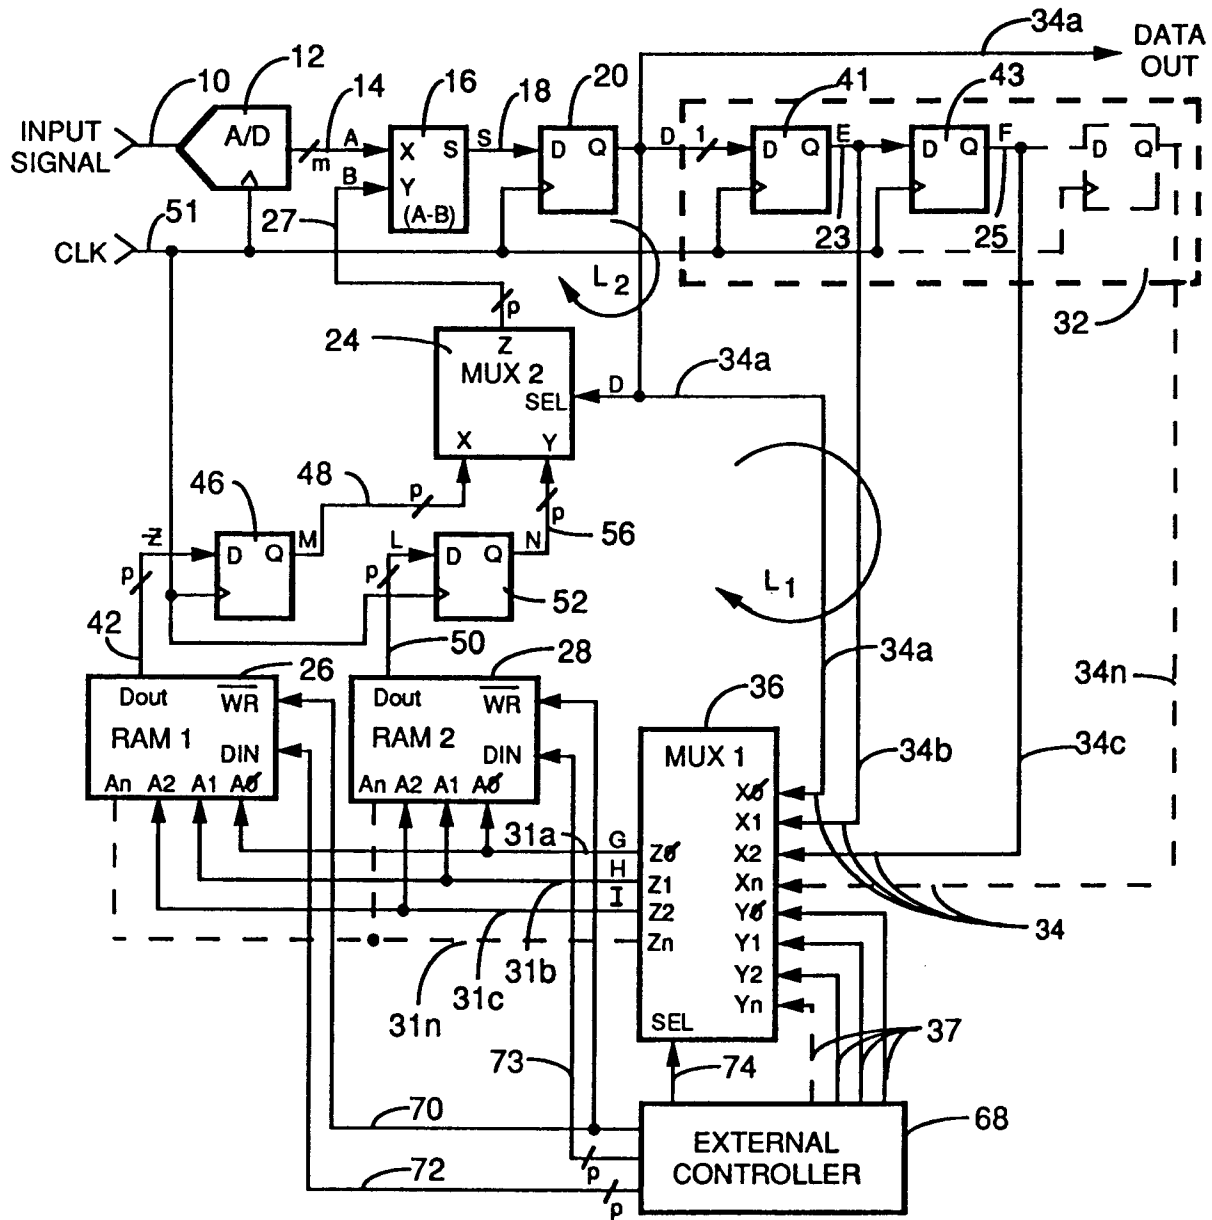 34a
DATA
OUT
10
12
14
16
18
20
41
43
INPUT
SIGNAL
A/D
m
A
B
X
Y
S
(A-B)
S
D Q
D
1
D Q
E
D Q
F
D Q
51
CLK
27
23
25
L2
32
p
24
Z
MUX 2
SEL
X Y
D
34a
46
48
p
p
56
-Z
p
D Q
M
L
p
D Q
N
52
L1
42
50
26
28
34a
34n
36
34b
34c
Dout
WR
RAM 1
DIN
An A2 A1 A0
Dout
WR
RAM 2
DIN
An A2 A1 A0
MUX 1
X0
X1
X2
Xn
Y0
Y1
Y2
Yn
Z0
Z1
Z2
Zn
SEL
31a
G
H
I
34
31b
31c
31n
37
73
74
70
68
EXTERNAL
CONTROLLER
72
p
p